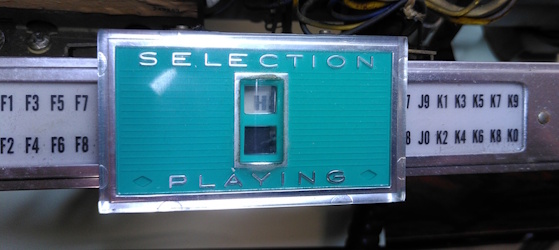 SELECTION
H
PLAYING
F1 F3 F5 F7
F2 F4 F6 F8
7 J9 K1 K3 K5 K7 K9
8 J0 K2 K4 K6 K8 K0